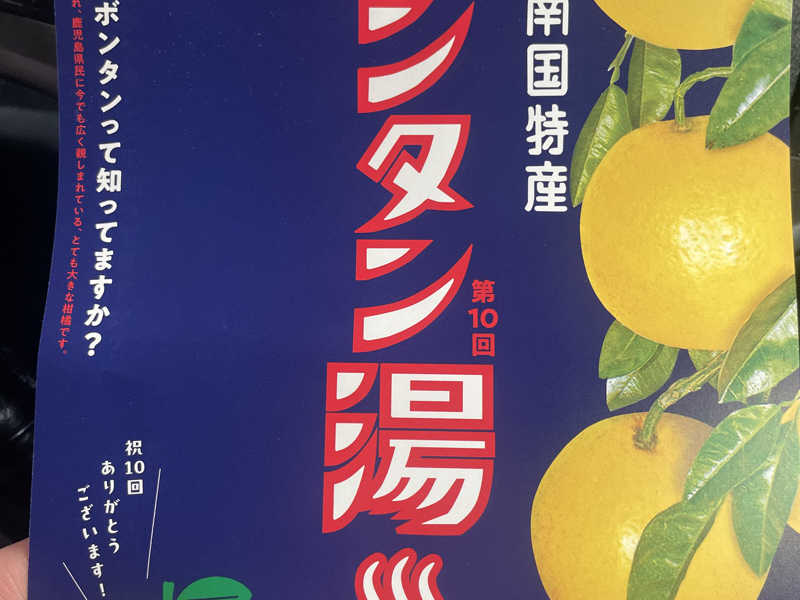 南国特産
ンタン湯
第10回
ボンタンって知ってますか?
れ、鹿児島県民に今でも広く親しまれている、とても大きな柑橘です。
祝10回
ありがとう
ございます!